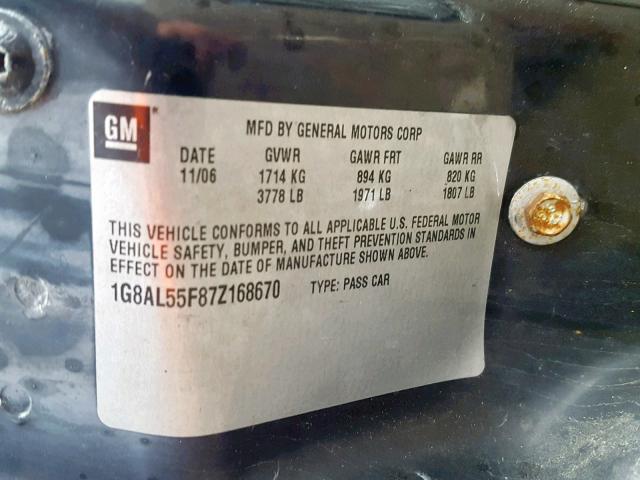 GM
MFD BY GENERAL MOTORS CORP
DATE GVWR GAWR FRT GAWR RR
11/06 1714 KG 894 KG 820 KG
3778 LB 1971 LB 1807 LB
THIS VEHICLE CONFORMS TO ALL APPLICABLE U.S. FEDERAL MOTOR
VEHICLE SAFETY, BUMPER, AND THEFT PREVENTION STANDARDS IN
EFFECT ON THE DATE OF MANUFACTURE SHOWN ABOVE.
1G8AL55F87Z168670 TYPE: PASS CAR